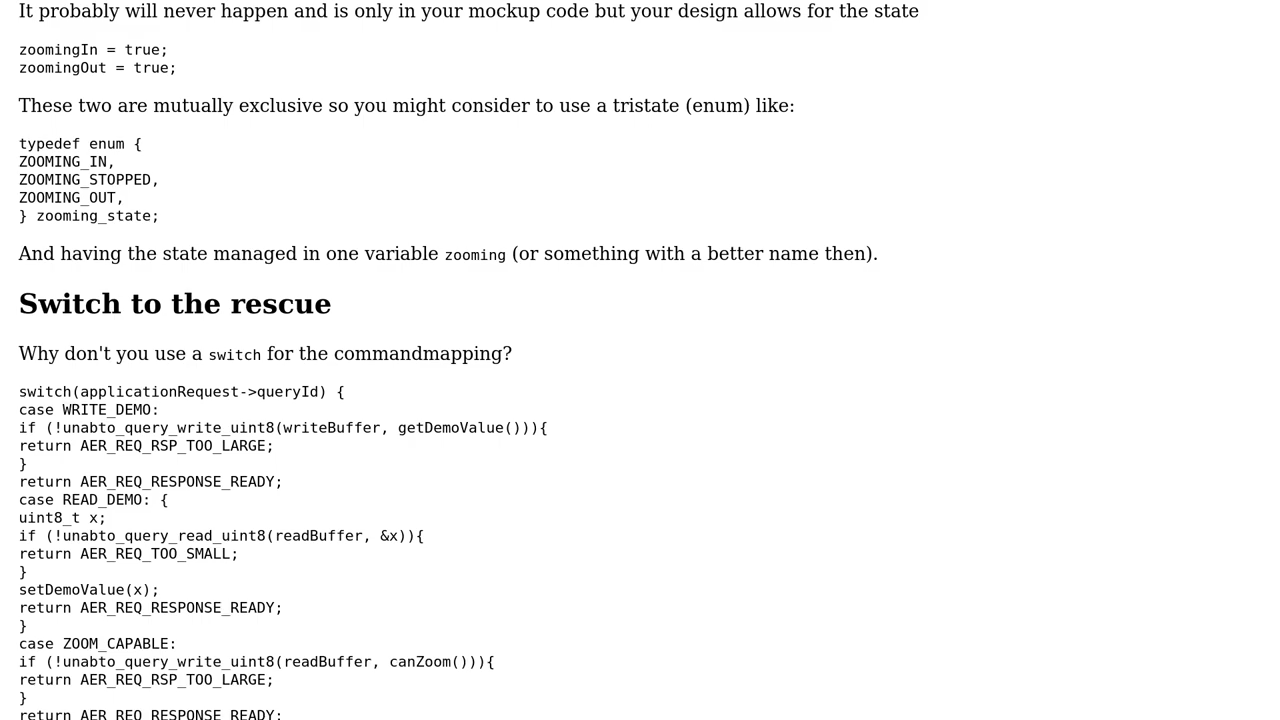 It probably will never happen and is only in your mockup code but your design allows for the state
zoomingIn = true;
zoomingOut = true;
These two are mutually exclusive so you might consider to use a tristate (enum) like:
typedef enum {
ZOOMING_IN,
ZOOMING_STOPPED,
ZOOMING_OUT,
} zooming_state;
And having the state managed in one variable zooming (or something with a better name then).
Switch to the rescue
Why don't you use a switch for the commandmapping?
switch(applicationRequest->queryId) {
case WRITE_DEMO:
if (!unabto_query_write_uint8(writeBuffer, getDemoValue())){
return AER_REQ_RSP_TOO_LARGE;
}
return AER_REQ_RESPONSE_READY;
case READ_DEMO: {
uint8_t x;
if (!unabto_query_read_uint8(readBuffer, &x)){
return AER_REQ_TOO_SMALL;
}
setDemoValue(x);
return AER_REQ_RESPONSE_READY;
}
case ZOOM_CAPABLE:
if (!unabto_query_write_uint8(readBuffer, canZoom())){
return AER_REQ_RSP_TOO_LARGE;
}
return AER_REQ_RESPONSE_READY;